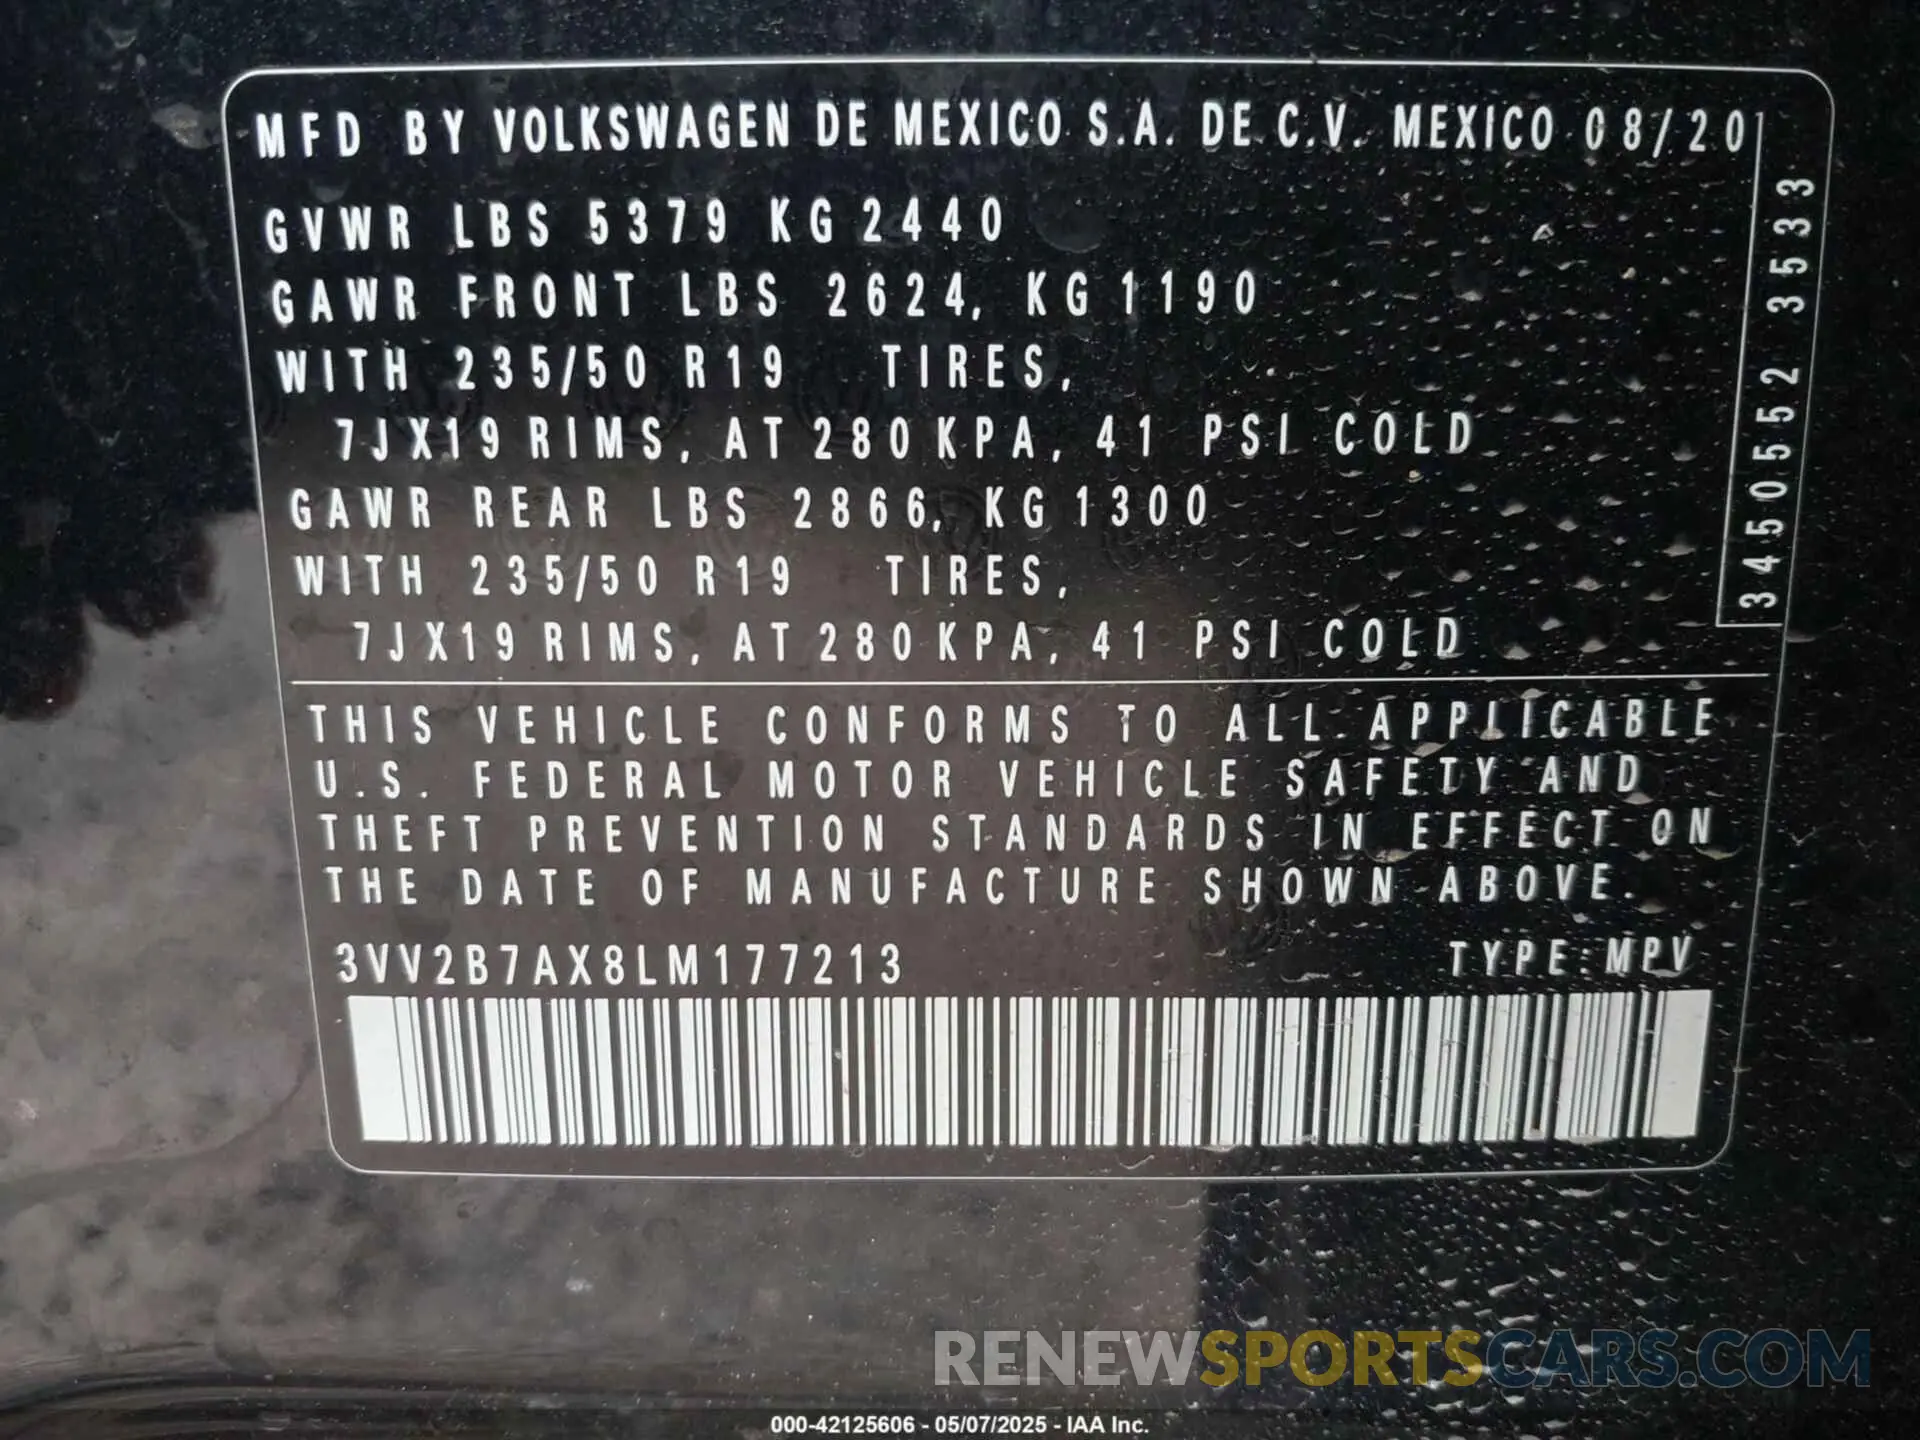 MFD BY VOLKSWAGEN DE MEXICO S.A. DE C.V. MEXICO 08/20
GVWR LBS 5379 KG 2440
GAWR FRONT LBS 2624, KG 1190
WITH 235/50 R19 TIRES,
7JX19 RIMS, AT 280 KPA, 41 PSI COLD
GAWR REAR LBS 2866, KG 1300
WITH 235/50 R19 TIRES,
7JX19 RIMS, AT 280 KPA, 41 PSI COLD
3450552 3533
THIS VEHICLE CONFORMS TO ALL APPLICABLE
U.S. FEDERAL MOTOR VEHICLE SAFETY AND
THEFT PREVENTION STANDARDS IN EFFECT ON
THE DATE OF MANUFACTURE SHOWN ABOVE.
3VV2B7AX8LM177213 TYPE:MPV
RENEWSPORTSCARS.COM
000-42125606 - 05/07/2025 - IAA Inc.